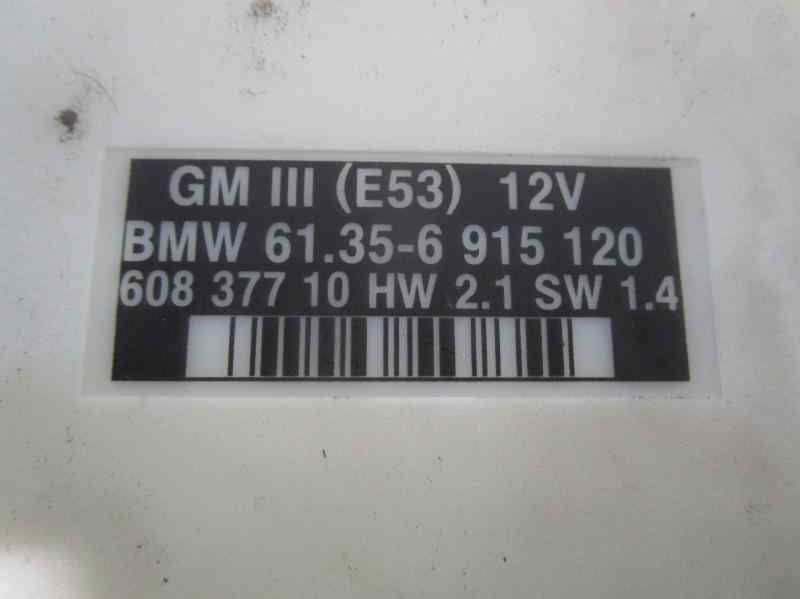 GM III (E53) 12V
BMW 61.35-6 915 120
608 377 10 HW 2.1 SW 1.4